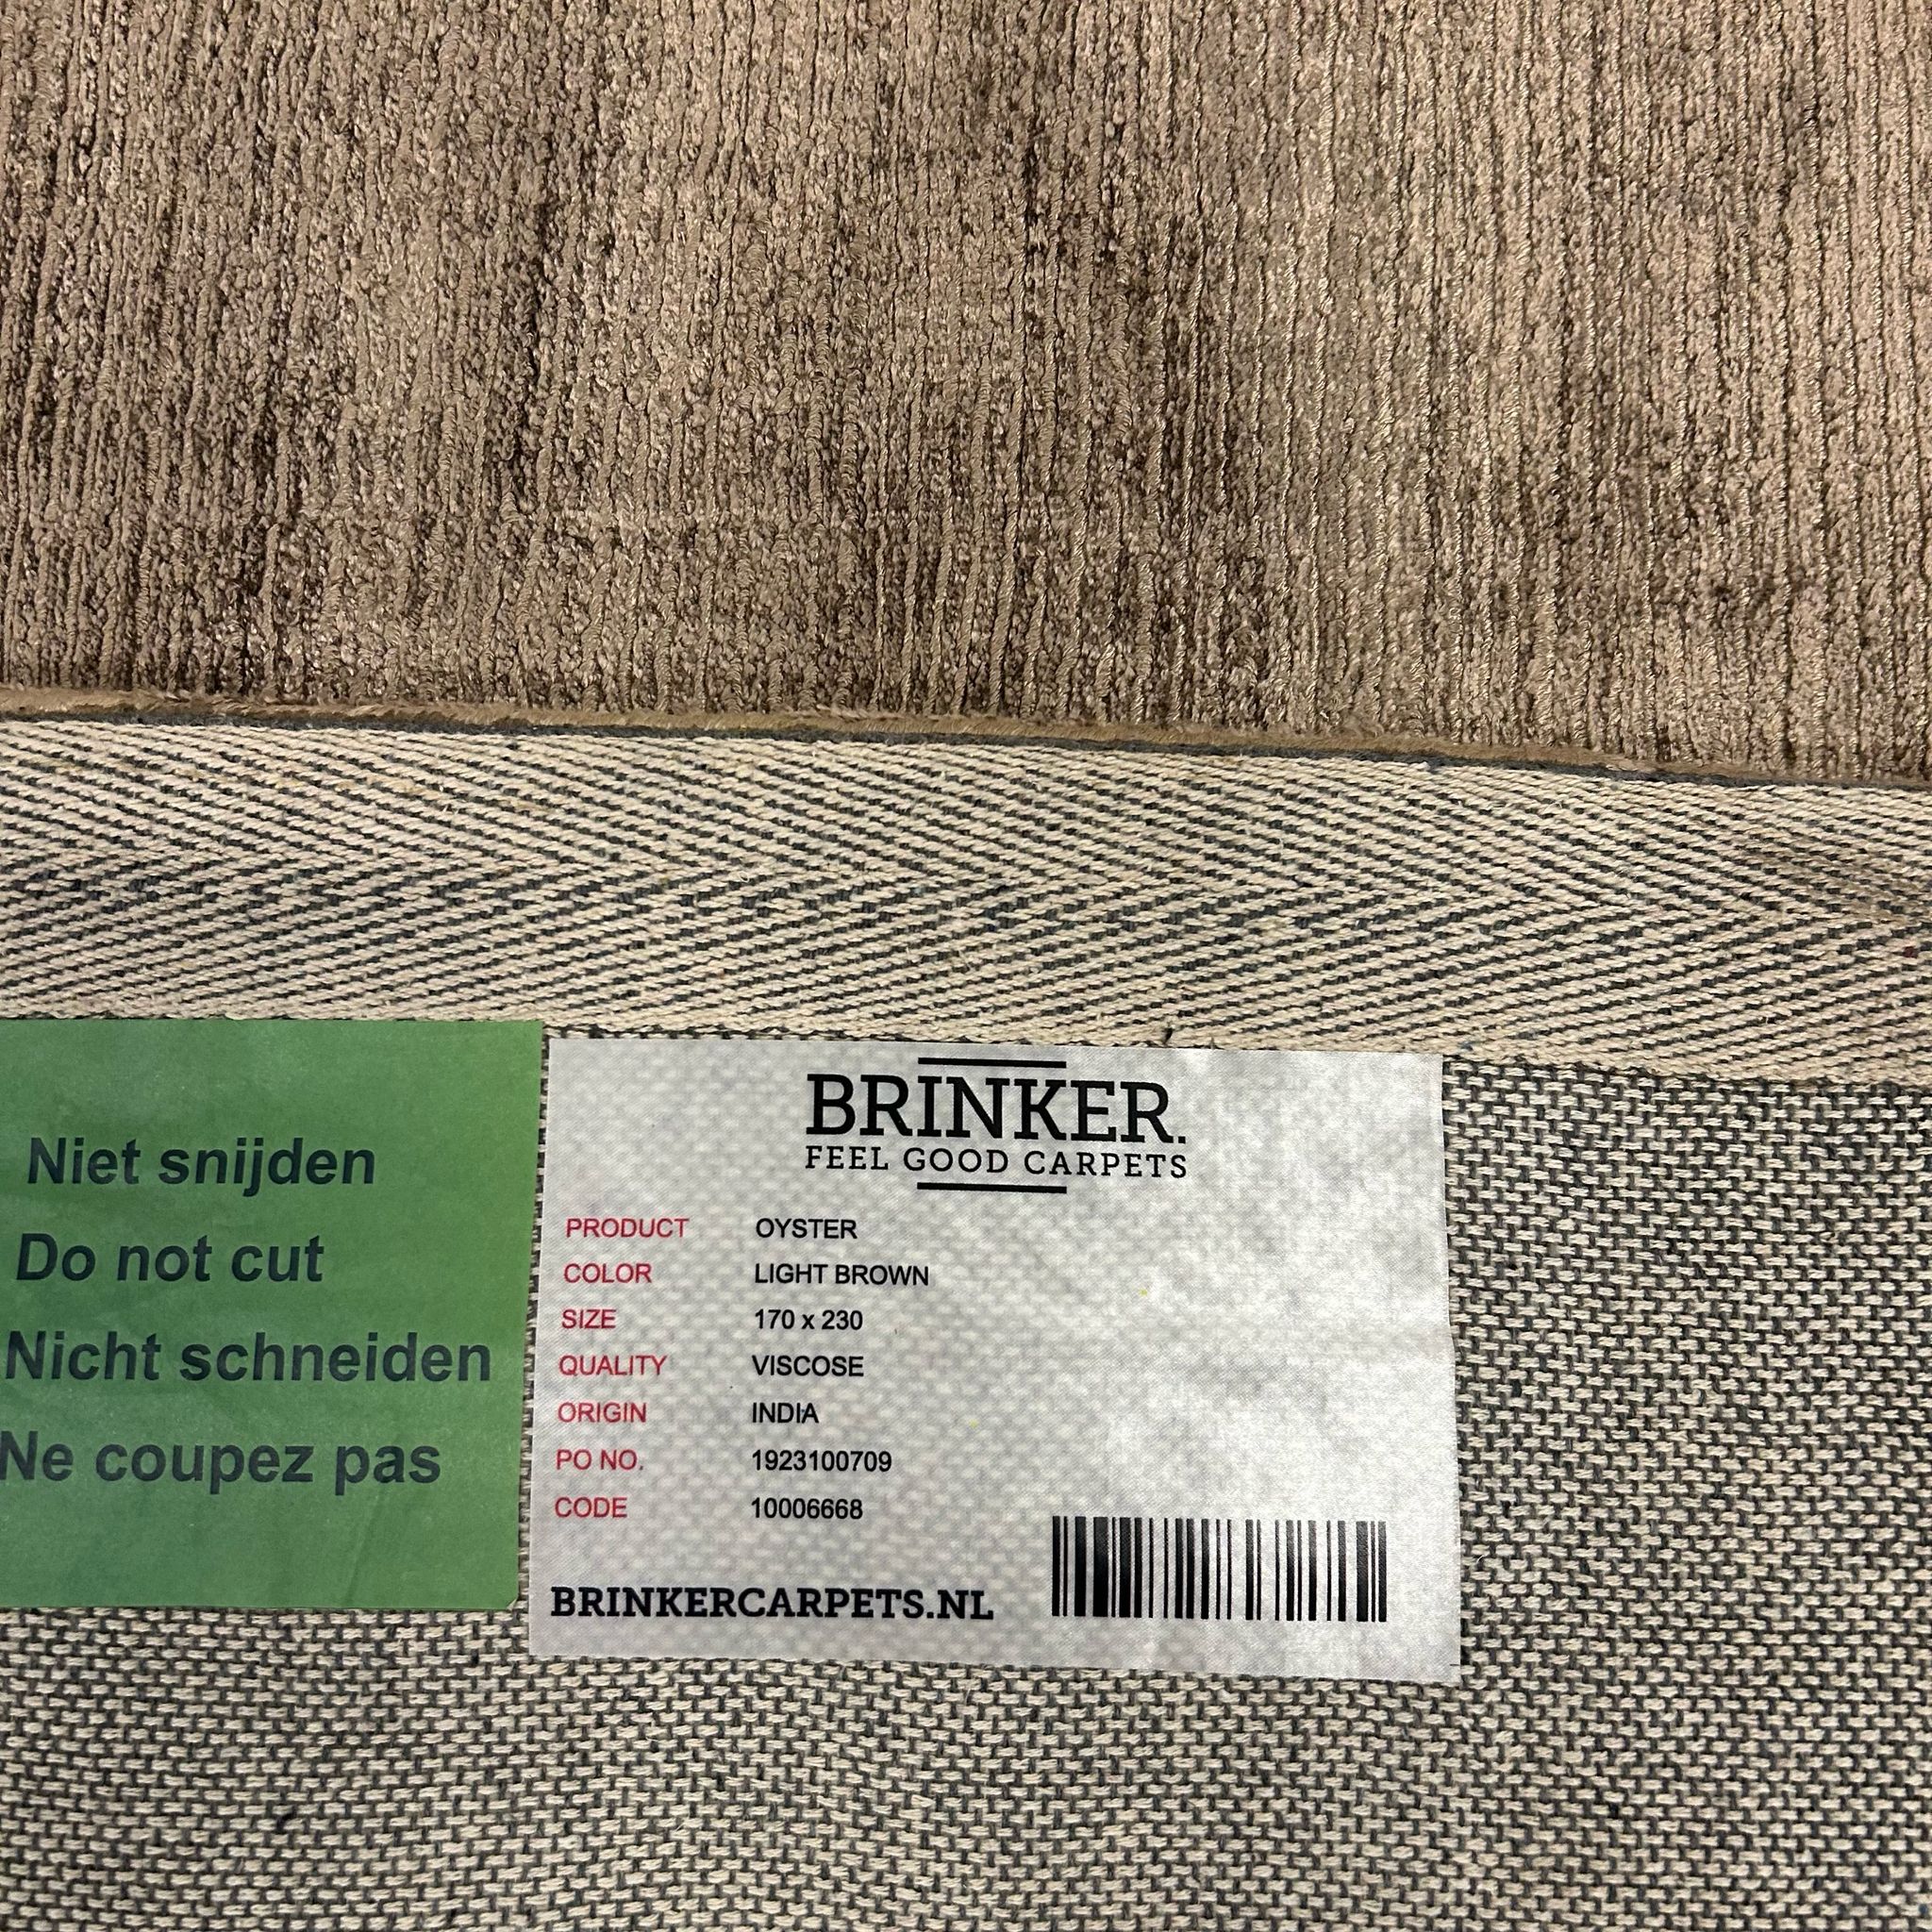 Niet snijden
Do not cut
Nicht schneiden
Ne coupez pas
BRINKER.
FEEL GOOD CARPETS
PRODUCT OYSTER
COLOR LIGHT BROWN
SIZE 170 x 230
QUALITY VISCOSE
ORIGIN INDIA
PO NO. 1923100709
CODE 10006668
BRINKERCARPETS.NL